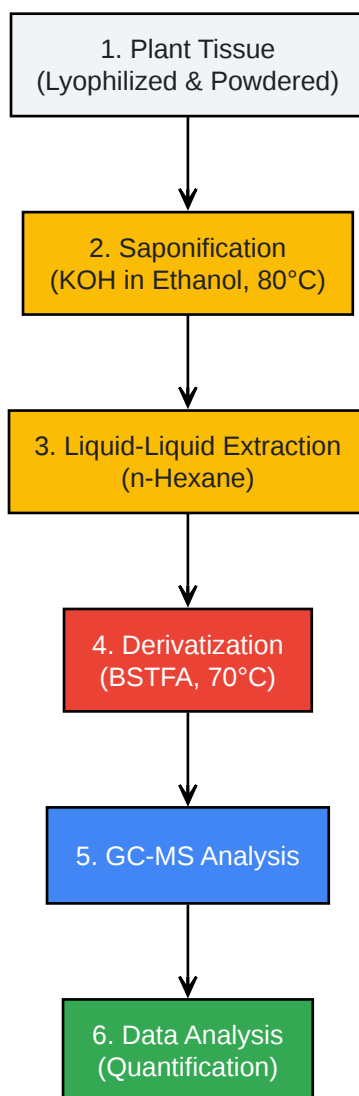 1. Plant Tissue
(Lyophilized & Powdered)
2. Saponification
(KOH in Ethanol, 80°C)
3. Liquid-Liquid Extraction
(n-Hexane)
4. Derivatization
(BSTFA, 70°C)
5. GC-MS Analysis
6. Data Analysis
(Quantification)